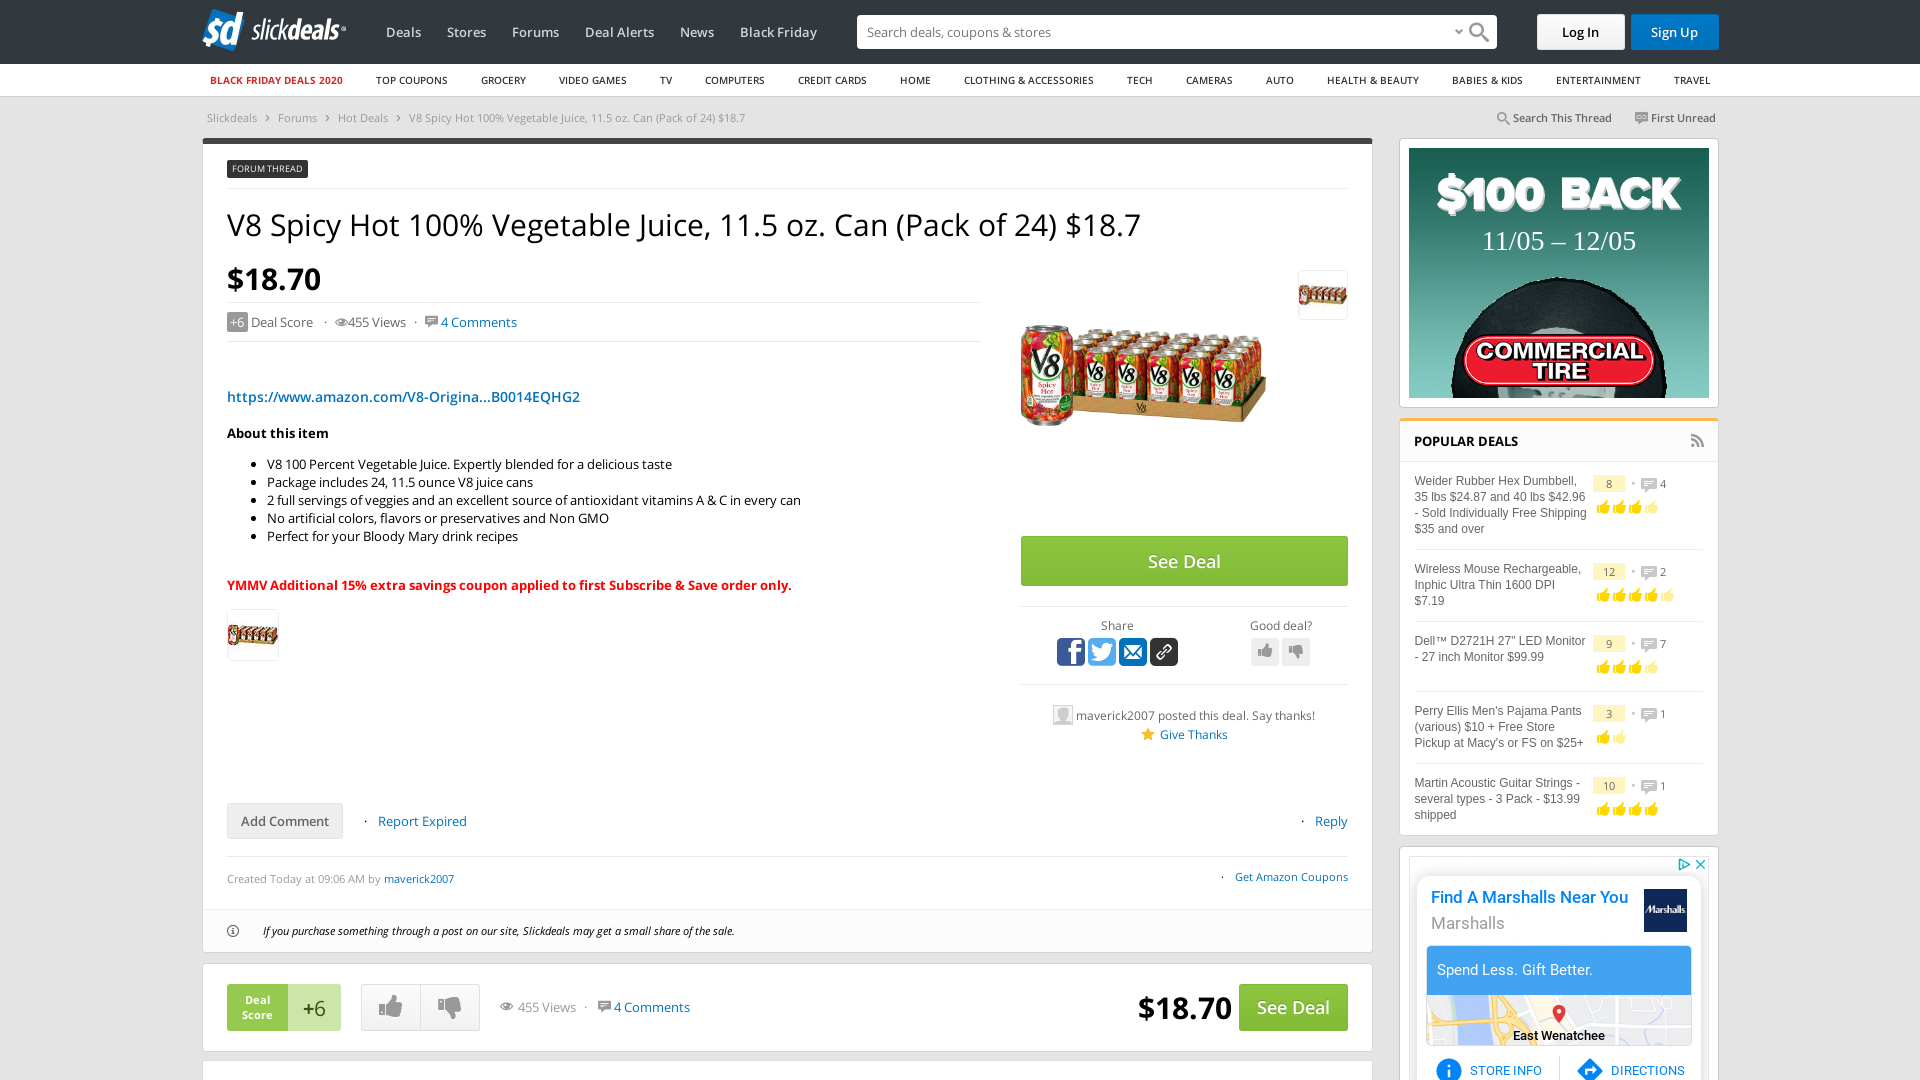 slickdeals
Deals
Stores
Forums
Deal Alerts
News
Black Friday
Search deals, coupons & stores
Log In
Sign Up
BLACK FRIDAY DEALS 2020
TOP COUPONS
GROCERY
VIDEO GAMES
TV
COMPUTERS
CREDIT CARDS
HOME
CLOTHING & ACCESSORIES
TECH
CAMERAS
AUTO
HEALTH & BEAUTY
BABIES & KIDS
ENTERTAINMENT
TRAVEL
Slickdeals › Forums › Hot Deals › V8 Spicy Hot 100% Vegetable Juice, 11.5 oz. Can (Pack of 24) $18.7
Search This Thread
First Unread
FORUM THREAD
V8 Spicy Hot 100% Vegetable Juice, 11.5 oz. Can (Pack of 24) $18.7
$18.70
+6 Deal Score · 455 Views · 4 Comments
https://www.amazon.com/V8-Origina...B0014EQHG2
About this item
V8 100 Percent Vegetable Juice. Expertly blended for a delicious taste
Package includes 24, 11.5 ounce V8 juice cans
2 full servings of veggies and an excellent source of antioxidant vitamins A & C in every can
No artificial colors, flavors or preservatives and Non GMO
Perfect for your Bloody Mary drink recipes
YMMV Additional 15% extra savings coupon applied to first Subscribe & Save order only.
V8
Spicy
Hot
See Deal
Share
Good deal?
maverick2007 posted this deal. Say thanks!
Give Thanks
Add Comment
· Report Expired
· Reply
Created Today at 09:06 AM by maverick2007
· Get Amazon Coupons
If you purchase something through a post on our site, Slickdeals may get a small share of the sale.
Deal
Score
+6
455 Views · 4 Comments
$18.70
See Deal
$100 BACK
11/05 – 12/05
COMMERCIAL
TIRE
POPULAR DEALS
Weider Rubber Hex Dumbbell,
35 lbs $24.87 and 40 lbs $42.96
- Sold Individually Free Shipping
$35 and over
8 • 4
Wireless Mouse Rechargeable,
Inphic Ultra Thin 1600 DPI
$7.19
12 • 2
Dell™ D2721H 27" LED Monitor
- 27 inch Monitor $99.99
9 • 7
Perry Ellis Men's Pajama Pants
(various) $10 + Free Store
Pickup at Macy's or FS on $25+
3 • 1
Martin Acoustic Guitar Strings -
several types - 3 Pack - $13.99
shipped
10 • 1
Find A Marshalls Near You
Marshalls
Marshalls
Spend Less. Gift Better.
East Wenatchee
STORE INFO
DIRECTIONS